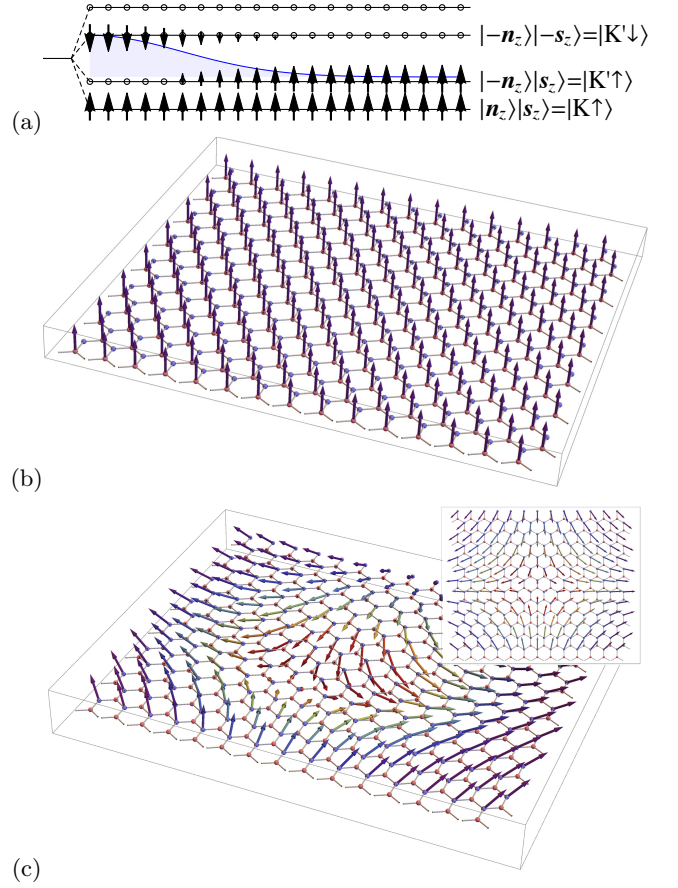 |−n_z⟩|−s_z⟩=|K'↓⟩
|−n_z⟩|s_z⟩=|K'↑⟩
|n_z⟩|s_z⟩=|K↑⟩
(a)
(b)
(c)